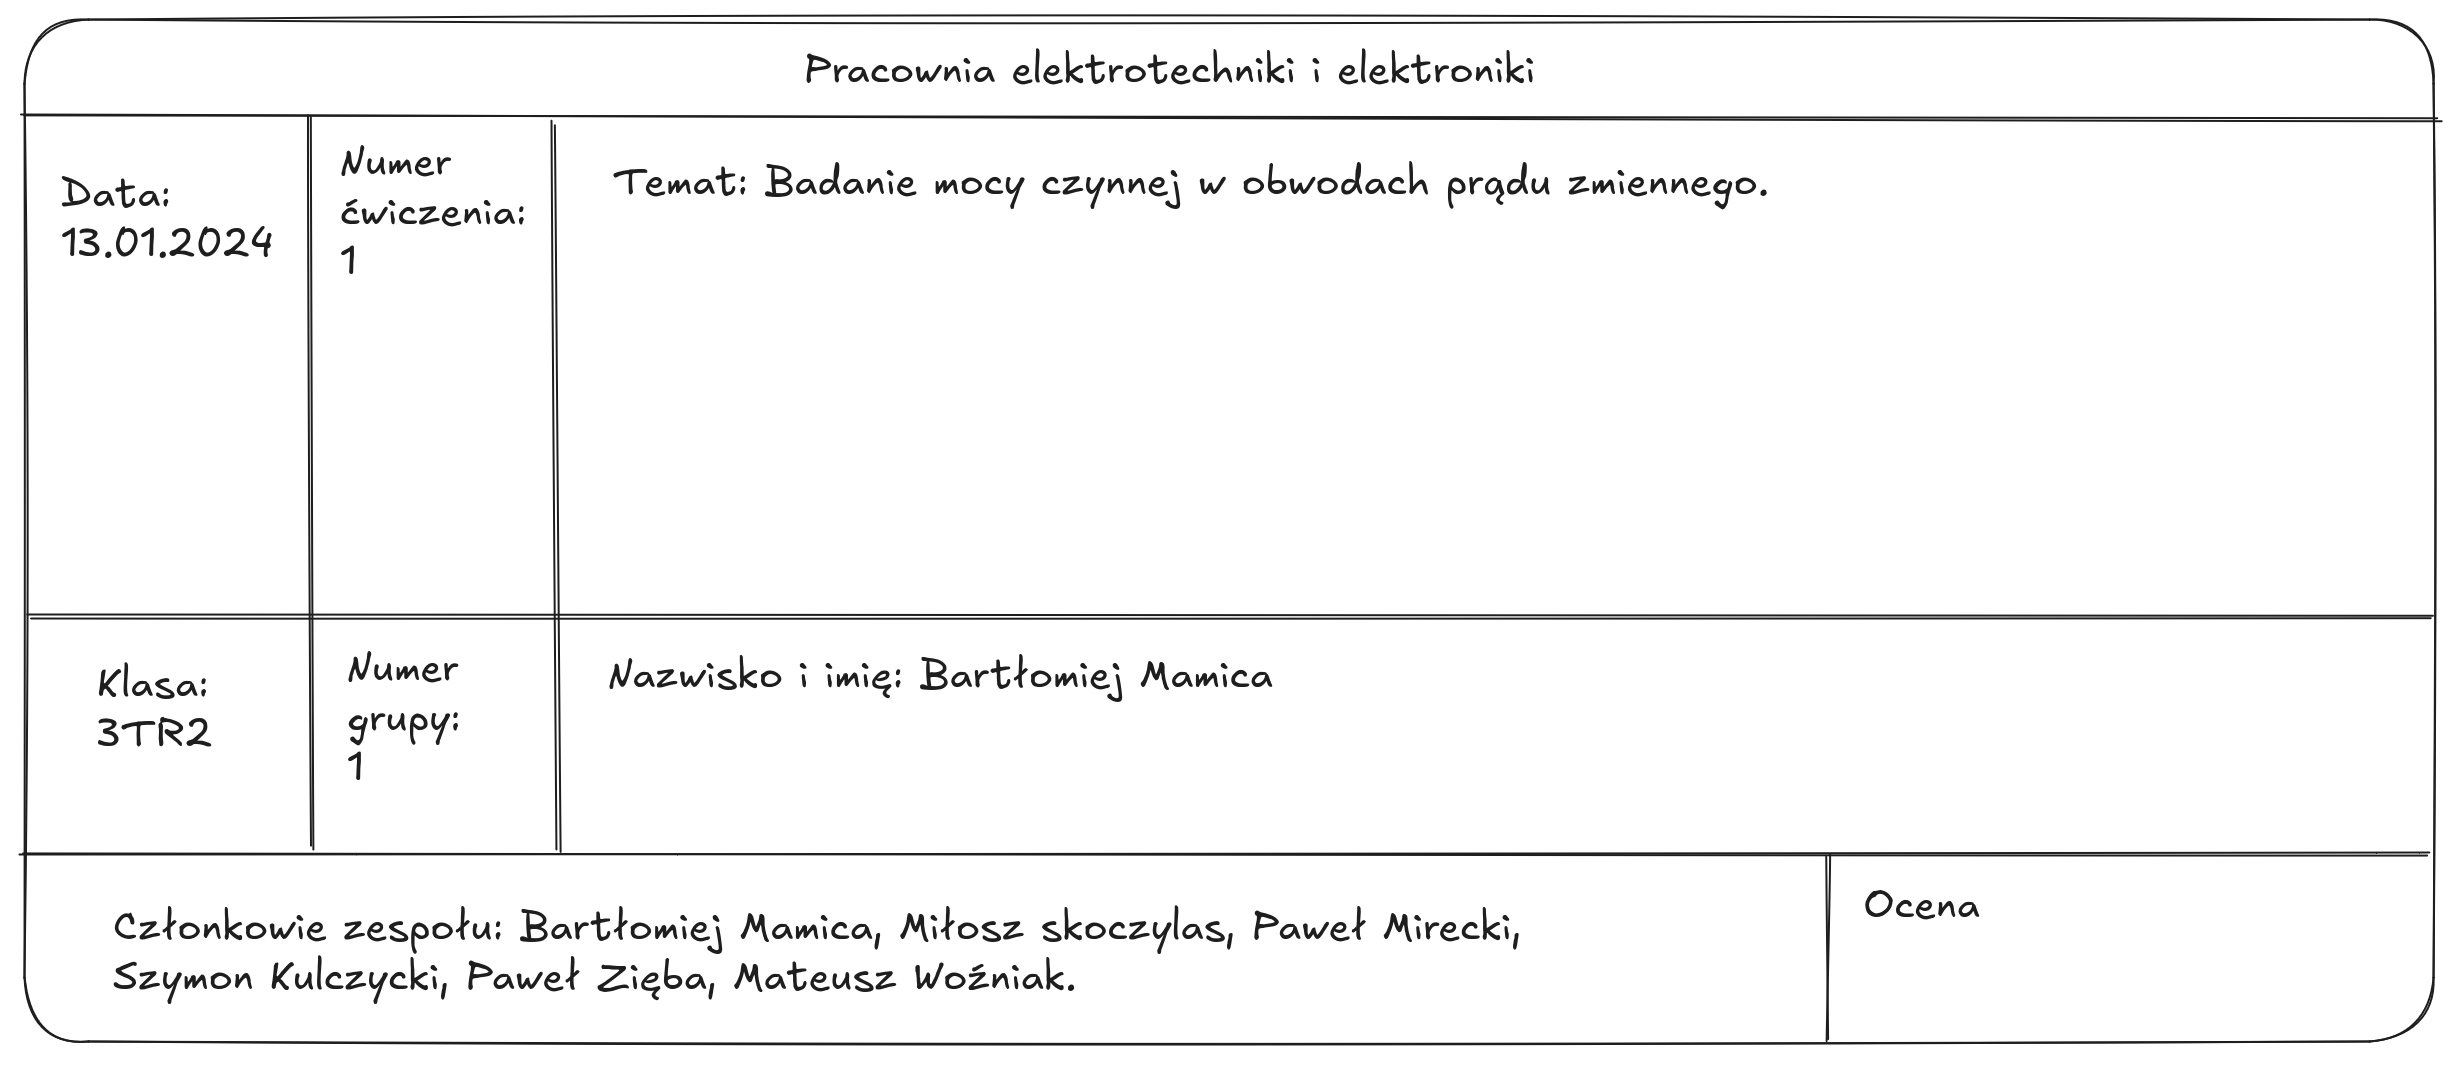 Pracownia elektrotechniki i elektroniki
Data:
13.01.2024
Numer
ćwiczenia:
1
Temat: Badanie mocy czynnej w obwodach prądu zmiennego.
Klasa:
3TR2
Numer
grupy:
1
Nazwisko i imię: Bartłomiej Mamica
Członkowie zespołu: Bartłomiej Mamica, Miłosz skoczylas, Paweł Mirecki,
Szymon Kulczycki, Paweł Zięba, Mateusz Woźniak.
Ocena